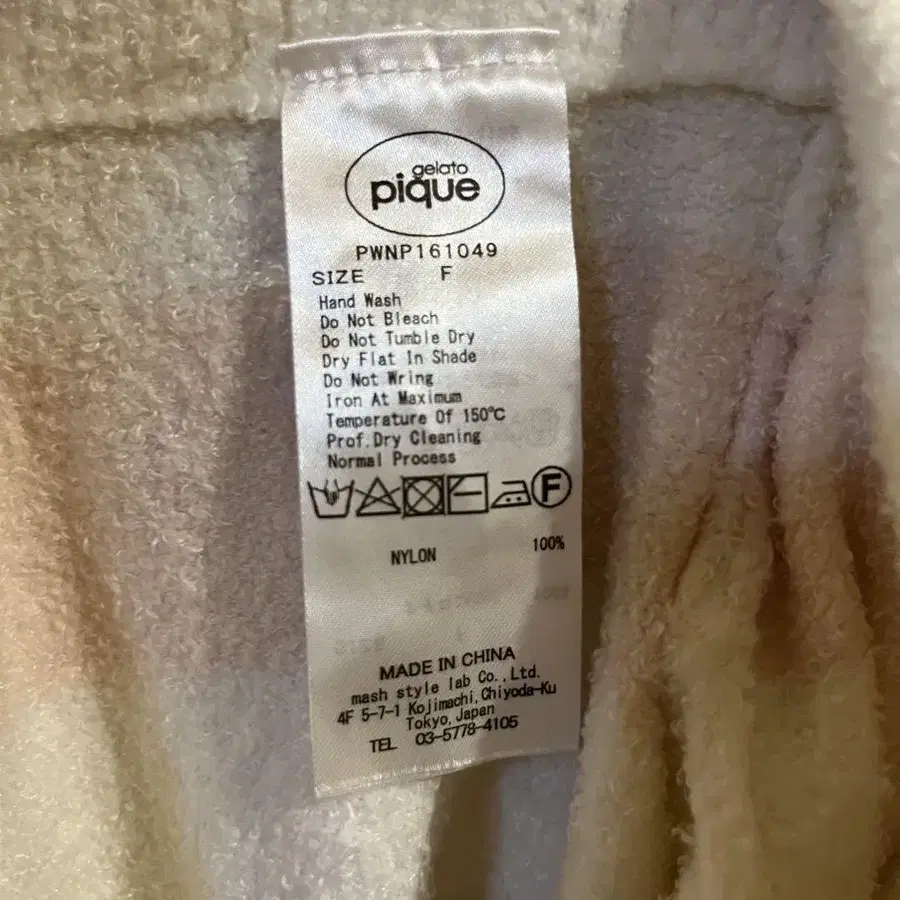 gelato
pique
PWNP161049
SIZE F
Hand Wash
Do Not Bleach
Do Not Tumble Dry
Dry Flat In Shade
Do Not Wring
Iron At Maximum
Temperature Of 150℃
Prof.Dry Cleaning
Normal Process
F
NYLON 100%
MADE IN CHINA
mash style lab Co.,Ltd.
4F 5-7-1 Kojimachi,Chiyoda-Ku
Tokyo,Japan
TEL 03-5778-4105